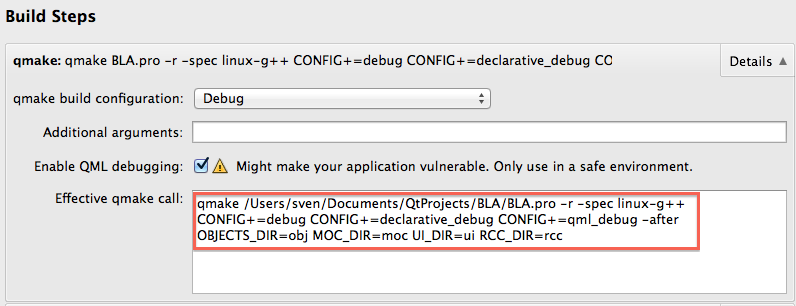 Build Steps
qmake: qmake BLA.pro -r -spec linux-g++ CONFIG+=debug CONFIG+=declarative_debug CO
Details
qmake build configuration: Debug
Additional arguments:
Enable QML debugging: Might make your application vulnerable. Only use in a safe environment.
Effective qmake call: qmake /Users/sven/Documents/QtProjects/BLA/BLA.pro -r -spec linux-g++
CONFIG+=debug CONFIG+=declarative_debug CONFIG+=qml_debug -after
OBJECTS_DIR=obj MOC_DIR=moc UI_DIR=ui RCC_DIR=rcc